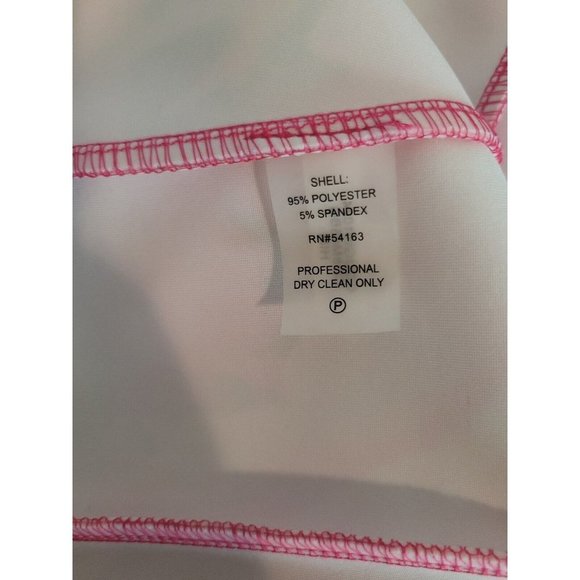 SHELL:
95% POLYESTER
5% SPANDEX
RN#54163
PROFESSIONAL
DRY CLEAN ONLY
P